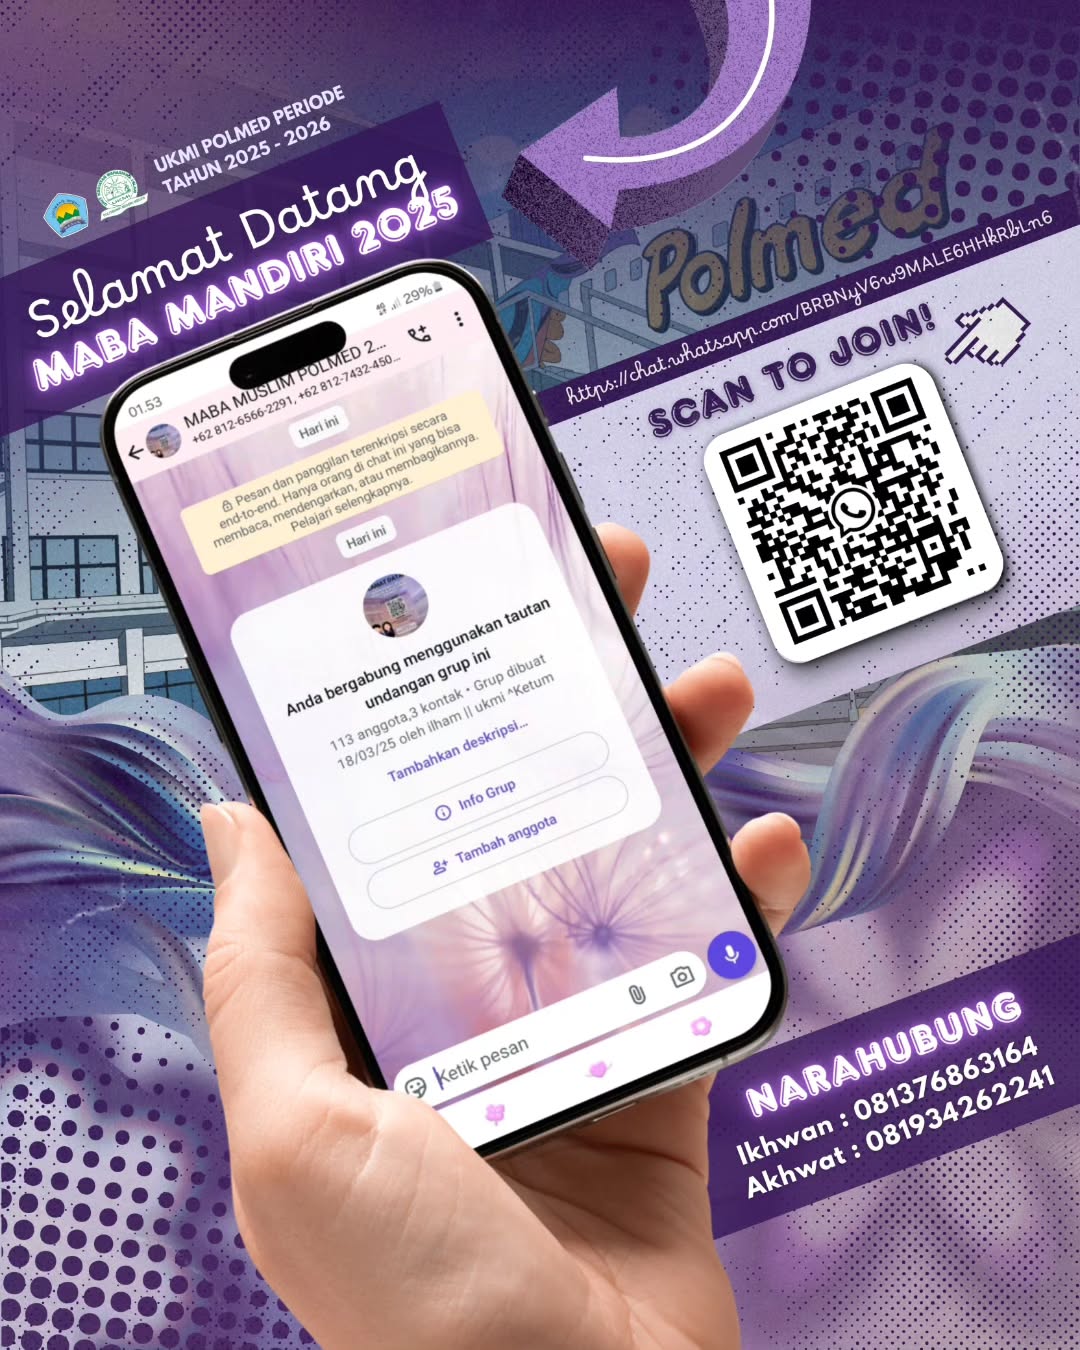 UKMI POLMED PERIODE
TAHUN 2025 - 2026
Selamat Datang
MABA MANDIRI 2025
Polmed
https://chat.whatsapp.com/BRBNyV6w9MALE6HHkRbLn6
SCAN TO JOIN!
01.53
29%
MABA MUSLIM POLMED 2...
+62 812-6566-2291, +62 812-7432-450...
Hari ini
Pesan dan panggilan terenkripsi secara
end-to-end. Hanya orang di chat ini yang bisa
membaca, mendengarkan, atau membagikannya.
Pelajari selengkapnya.
Hari ini
Anda bergabung menggunakan tautan
undangan grup ini
113 anggota,3 kontak • Grup dibuat
18/03/25 oleh ilham || ukmi ^Ketum
Tambahkan deskripsi...
Info Grup
Tambah anggota
Ketik pesan
NARAHUBUNG
Ikhwan : 081376863164
Akhwat : 081934262241